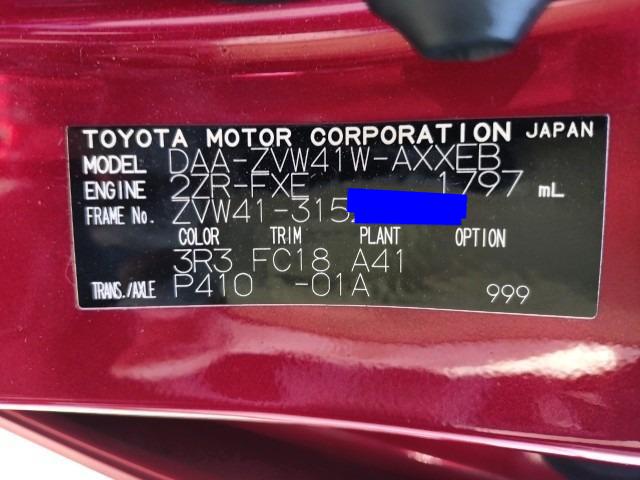 TOYOTA MOTOR CORPORATION JAPAN
MODEL DAA-ZVW41W-AXXEB
ENGINE 2ZR-FXE 1797 mL
FRAME No. ZVW41-315
COLOR TRIM PLANT OPTION
3R3 FC18 A41
TRANS./AXLE P410 -01A 999